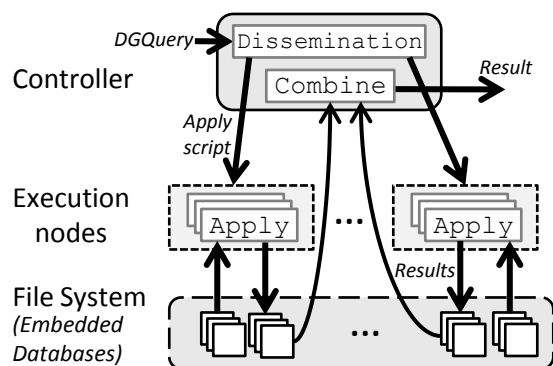 DGQuery
Dissemination
Controller
Combine
Result
Apply
script
Execution
nodes
Apply
...
Apply
Results
File System
(Embedded
Databases)
...